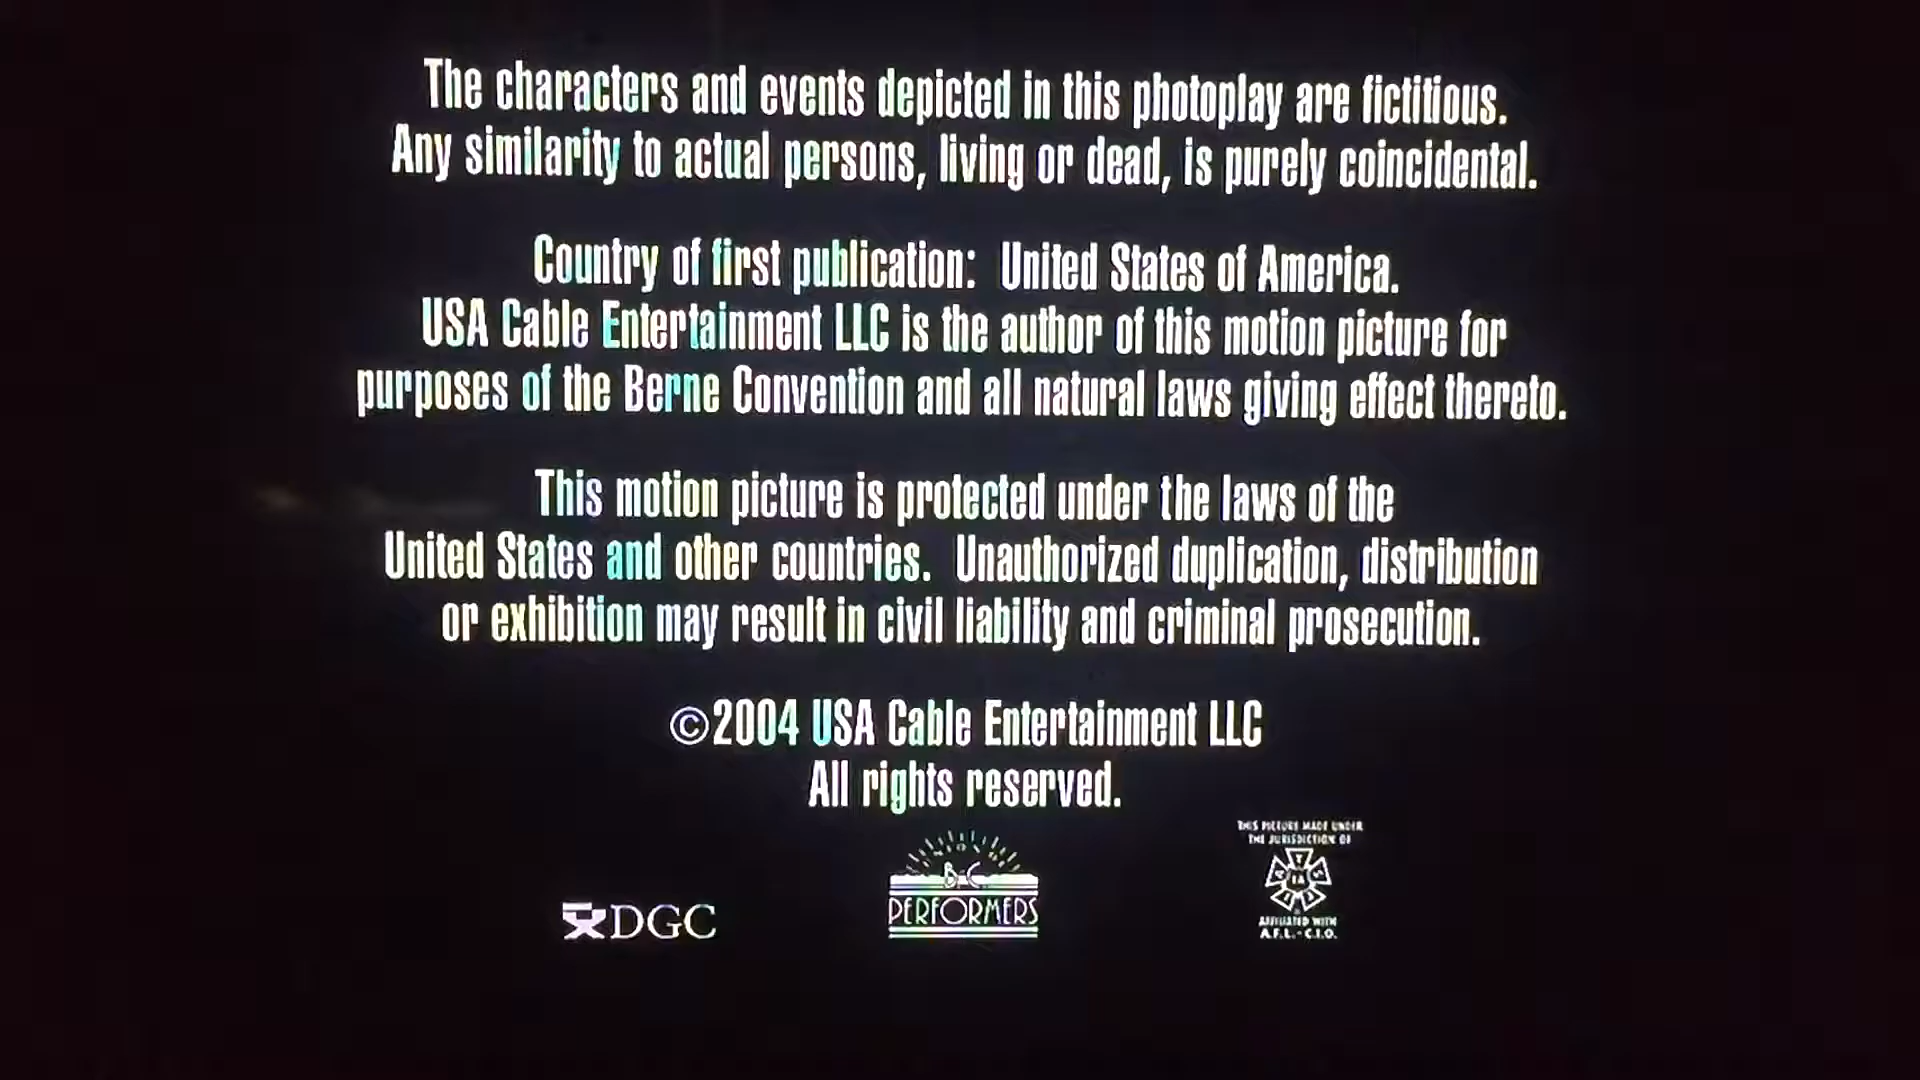 The characters and events depicted in this photoplay are fictitious.
Any similarity to actual persons, living or dead, is purely coincidental.
Country of first publication:  United States of America.
USA Cable Entertainment LLC is the author of this motion picture for
purposes of the Berne Convention and all natural laws giving effect thereto.
This motion picture is protected under the laws of the
United States and other countries.  Unauthorized duplication, distribution
or exhibition may result in civil liability and criminal prosecution.
©2004 USA Cable Entertainment LLC
All rights reserved.
DGC
UNION OF
B.C.
PERFORMERS
THIS PICTURE MADE UNDER
THE JURISDICTION OF
IATSE
AFFILIATED WITH
A.F.L.-C.I.O.